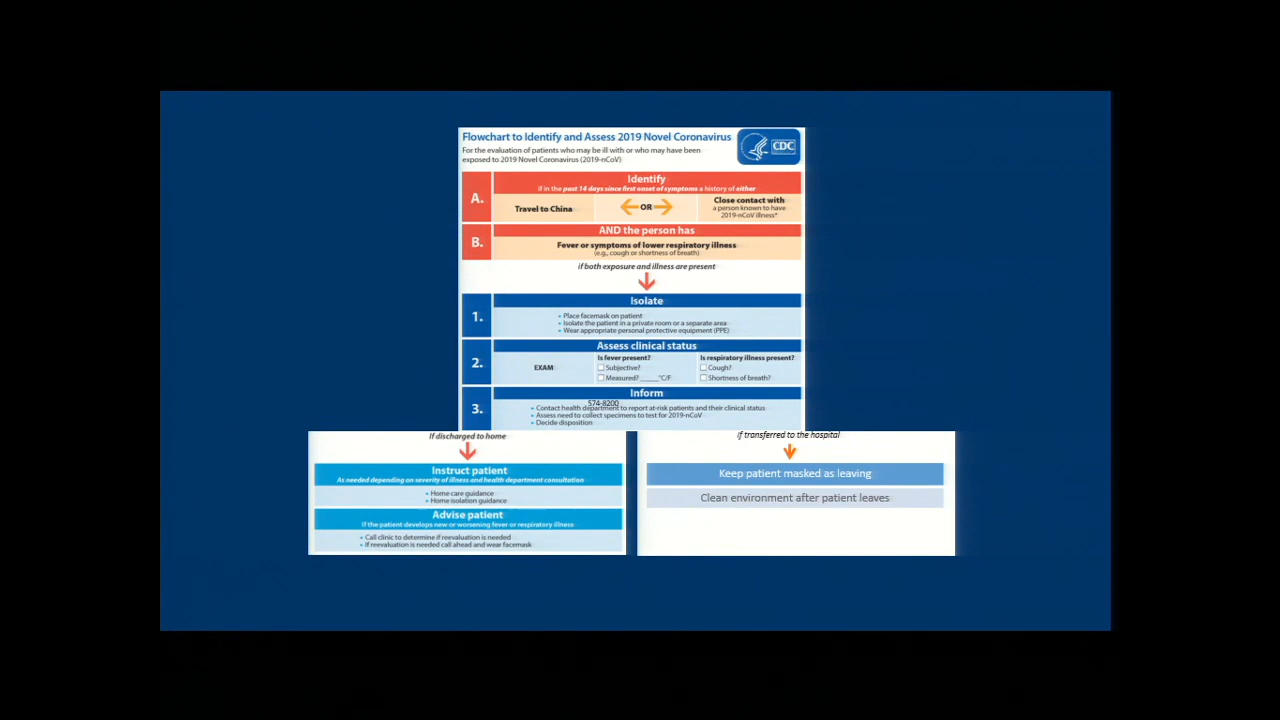 Flowchart to Identify and Assess 2019 Novel Coronavirus
CDC
For the evaluation of patients who may be ill with or who may have been
exposed to 2019 Novel Coronavirus (2019-nCoV)
A.
Identify
if in the past 14 days since first onset of symptoms a history of either
Travel to China
OR
Close contact with
a person known to have
2019-nCoV illness*
B.
AND the person has
Fever or symptoms of lower respiratory illness
(e.g., cough or shortness of breath)
if both exposure and illness are present
1.
Isolate
• Place facemask on patient
• Isolate the patient in a private room or a separate area
• Wear appropriate personal protective equipment (PPE)
2.
Assess clinical status
EXAM
Is fever present?
Subjective?
Measured? _____°C/F
Is respiratory illness present?
Cough?
Shortness of breath?
3.
Inform
574-8200
• Contact health department to report at-risk patients and their clinical status
• Assess need to collect specimens to test for 2019-nCoV
• Decide disposition
If discharged to home
Instruct patient
As needed depending on severity of illness and health department consultation
• Home care guidance
• Home isolation guidance
Advise patient
If the patient develops new or worsening fever or respiratory illness
• Call clinic to determine if reevaluation is needed
• If reevaluation is needed call ahead and wear facemask
if transferred to the hospital
Keep patient masked as leaving
Clean environment after patient leaves